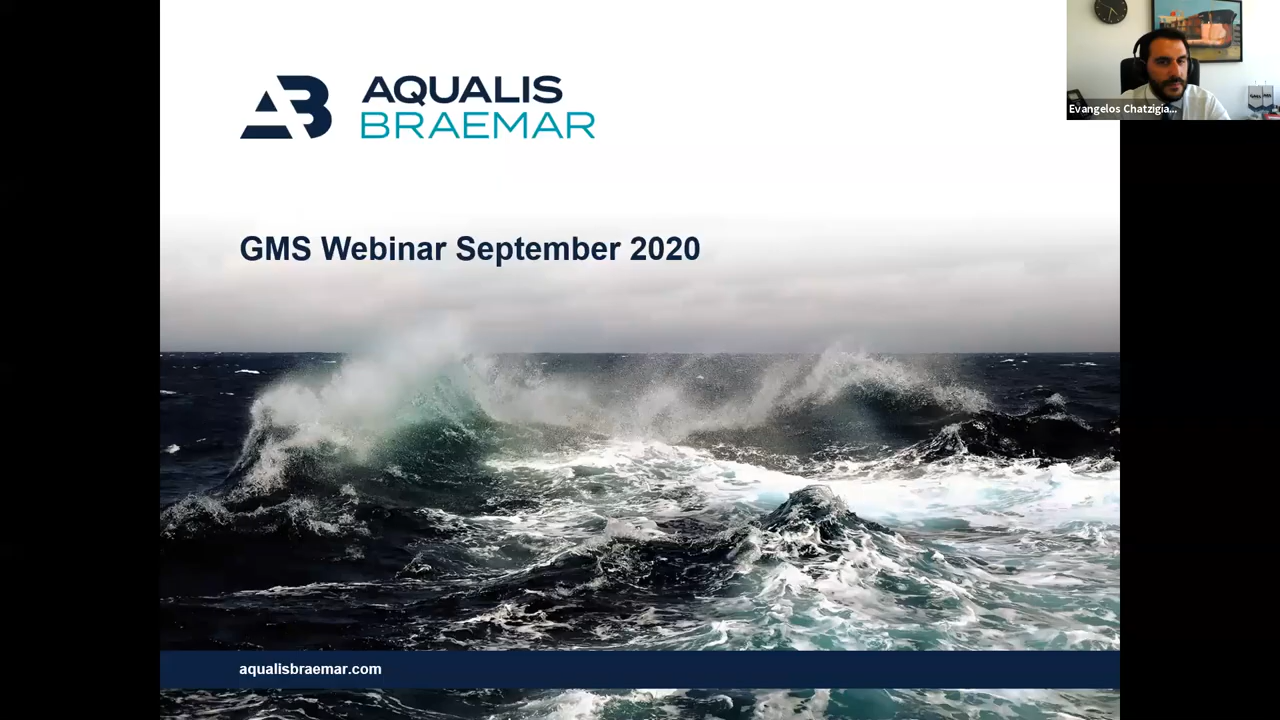 AQUALIS
BRAEMAR
Evangelos Chatzigia...
GMS Webinar September 2020
aqualisbraemar.com